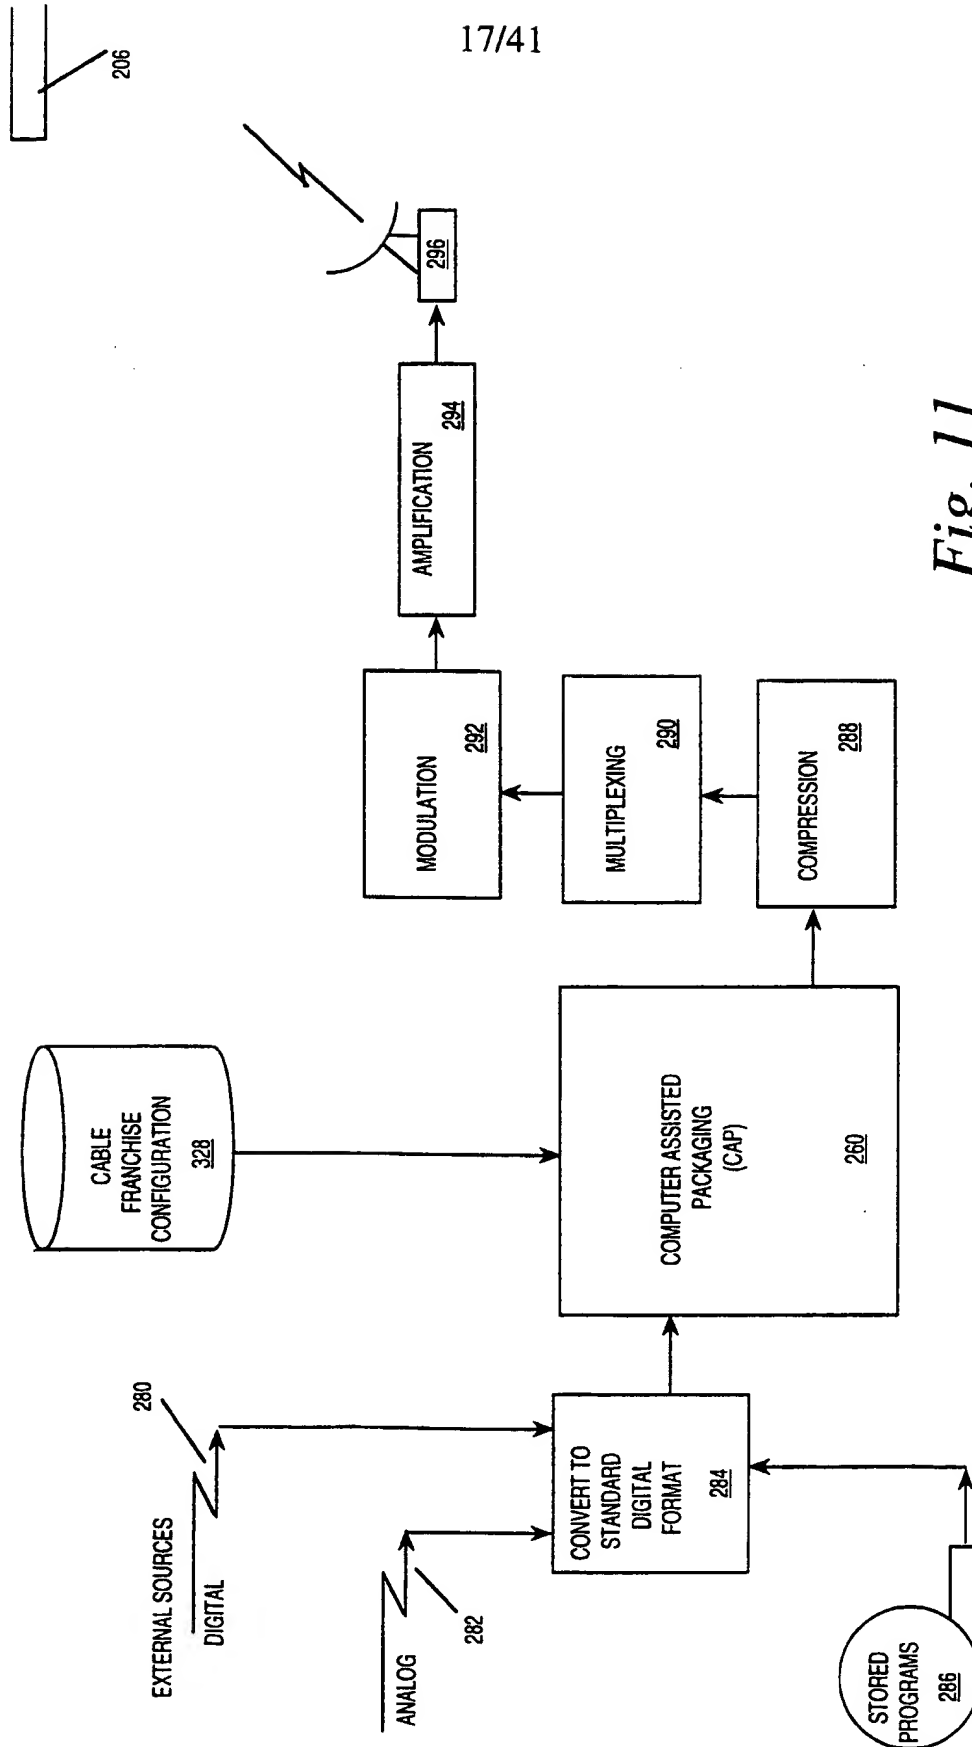 17/41
206
296
AMPLIFICATION
294
MODULATION
292
MULTIPLEXING
290
COMPRESSION
288
CABLE
FRANCHISE
CONFIGURATION
328
COMPUTER ASSISTED
PACKAGING
(CAP)
260
EXTERNAL SOURCES
DIGITAL
280
ANALOG
282
CONVERT TO
STANDARD
DIGITAL
FORMAT
284
STORED
PROGRAMS
286
Fig. 11